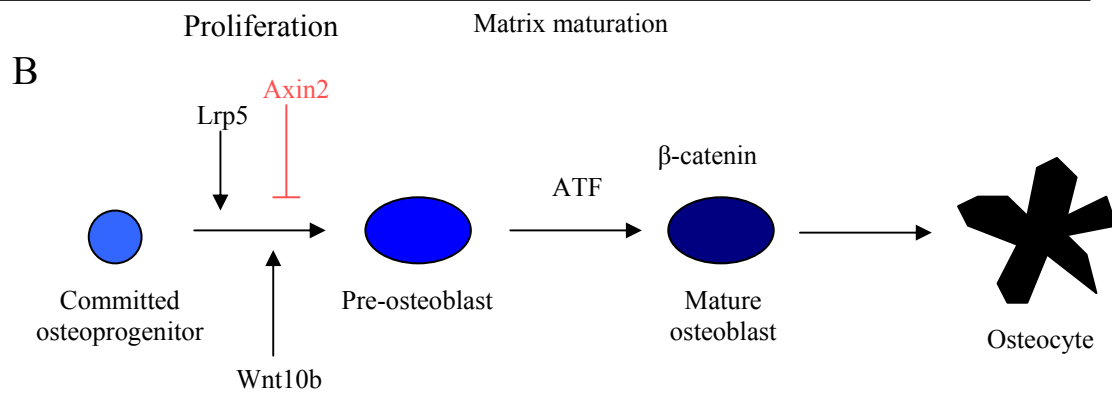 Proliferation
Matrix maturation
B
Axin2
Lrp5
β-catenin
ATF
Committed
osteoprogenitor
Pre-osteoblast
Mature
osteoblast
Osteocyte
Wnt10b